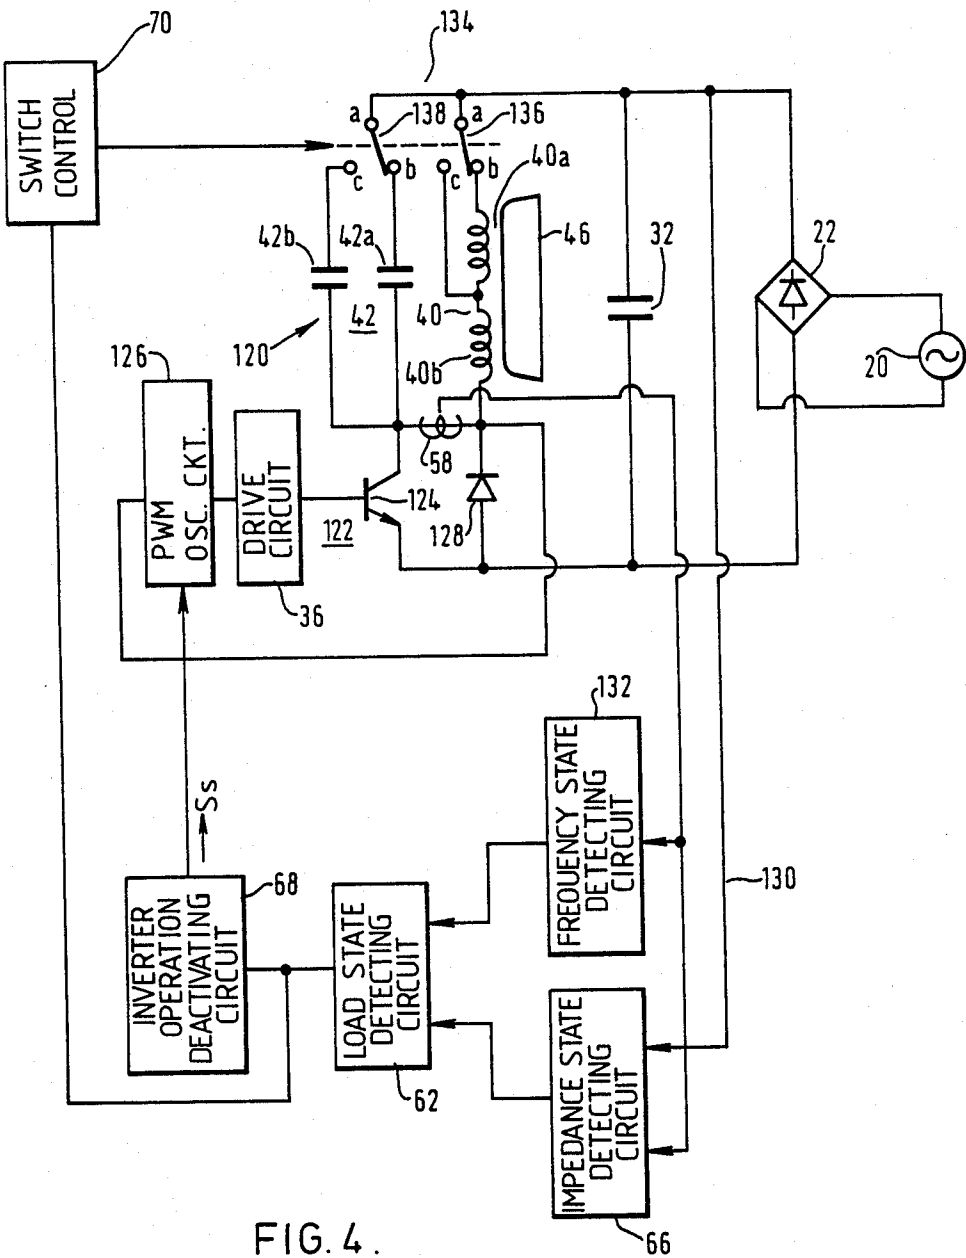 70
134
SWITCH
CONTROL
a
138
a
136
c
b
c
b
40a
42b
42a
46
32
22
42
40
120
40b
20
126
58
PWM
OSC. CKT.
DRIVE
CIRCUIT
124
122
128
36
132
FREQUENCY STATE
DETECTING
CIRCUIT
Ss
130
68
INVERTER
OPERATION
DEACTIVATING
CIRCUIT
LOAD STATE
DETECTING
CIRCUIT
62
IMPEDANCE STATE
DETECTING
CIRCUIT
66
FIG. 4.